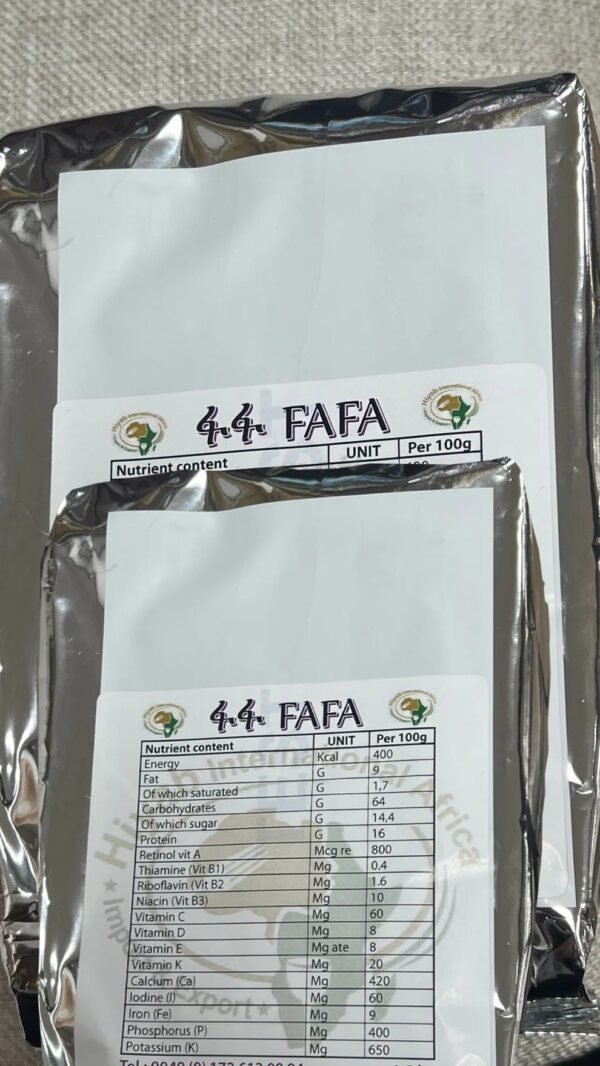 ፋፋ FAFA
Nutrient content UNIT Per 100g
ፋፋ FAFA
Nutrient content UNIT Per 100g
Energy Kcal 400
Fat G 9
Of which saturated G 1,7
Carbohydrates G 64
Of which sugar G 14,4
Protein G 16
Retinol vit A Mcg re 800
Thiamine (Vit B1) Mg 0.4
Riboflavin (Vit B2 Mg 1.6
Niacin (Vit B3) Mg 10
Vitamin C Mg 60
Vitamin D Mg 8
Vitamin E Mg ate 8
Vitamin K Mg 20
Calcium (Ca) Mg 420
Iodine (I) Mg 60
Iron (Fe) Mg 9
Phosphorus (P) Mg 400
Potassium (K) Mg 650